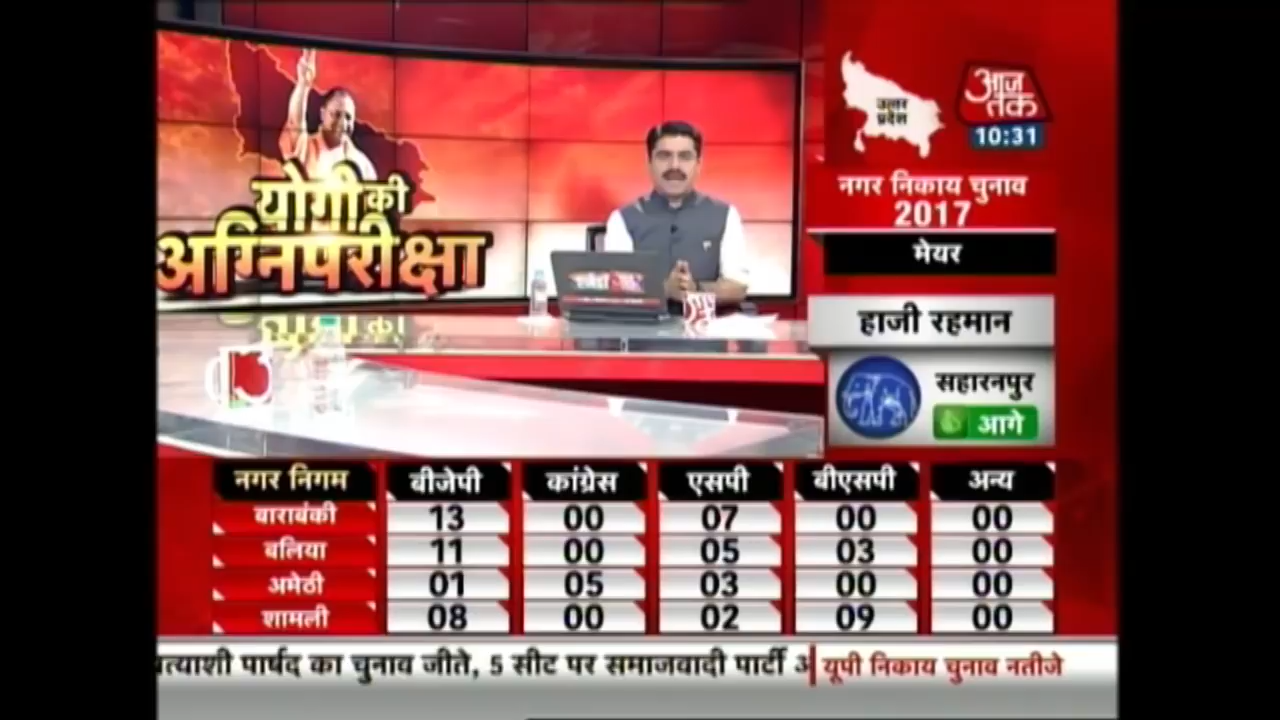 योगी की
अग्निपरीक्षा
उत्तर
प्रदेश
आज
तक
10:31
नगर निकाय चुनाव
2017
मेयर
हाजी रहमान
सहारनपुर
आगे
नगर निगम बीजेपी कांग्रेस एसपी बीएसपी अन्य
बाराबंकी 13 00 07 00 00
बलिया 11 00 05 03 00
अमेठी 01 05 03 00 00
शामली 08 00 02 09 00
त्याशी पार्षद का चुनाव जीते, 5 सीट पर समाजवादी पार्टी
यूपी निकाय चुनाव नतीजे